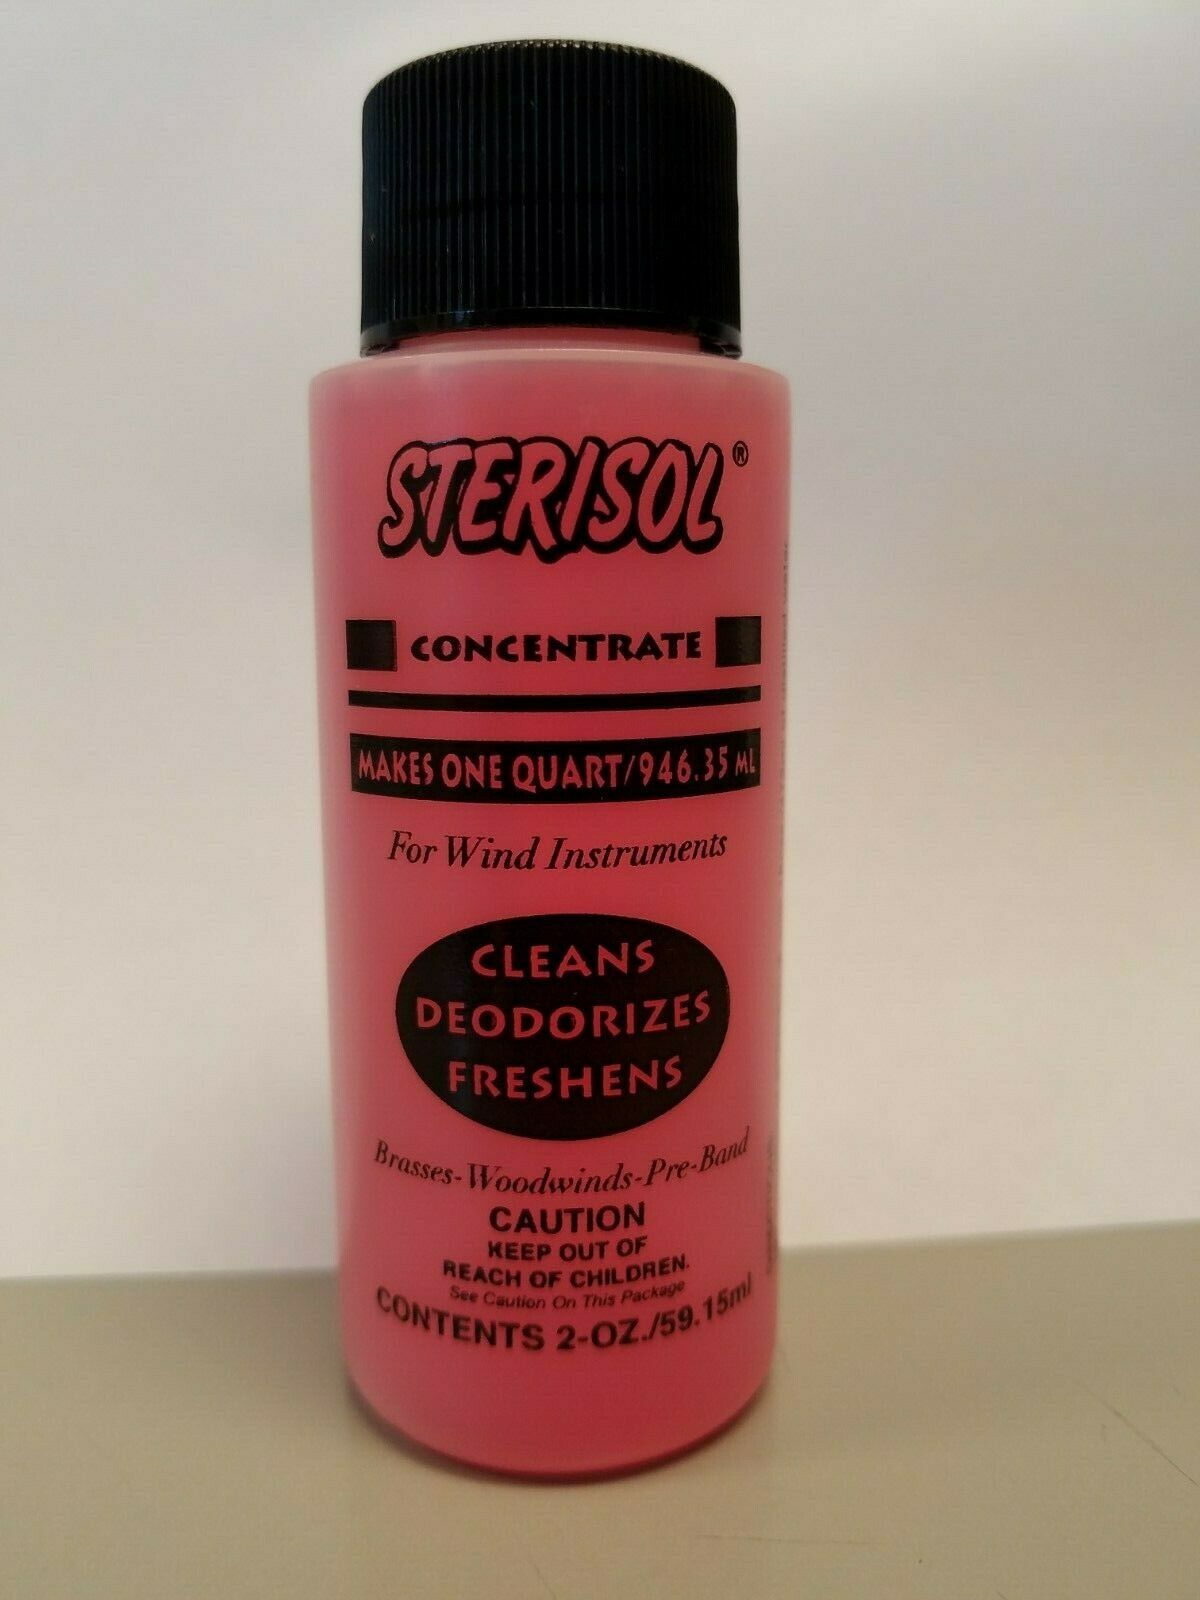 STERISOL®
CONCENTRATE
MAKES ONE QUART/946.35 ML
For Wind Instruments
CLEANS
DEODORIZES
FRESHENS
Brasses-Woodwinds-Pre-Band
CAUTION
KEEP OUT OF
REACH OF CHILDREN.
See Caution On This Package
CONTENTS 2-OZ./59.15ml